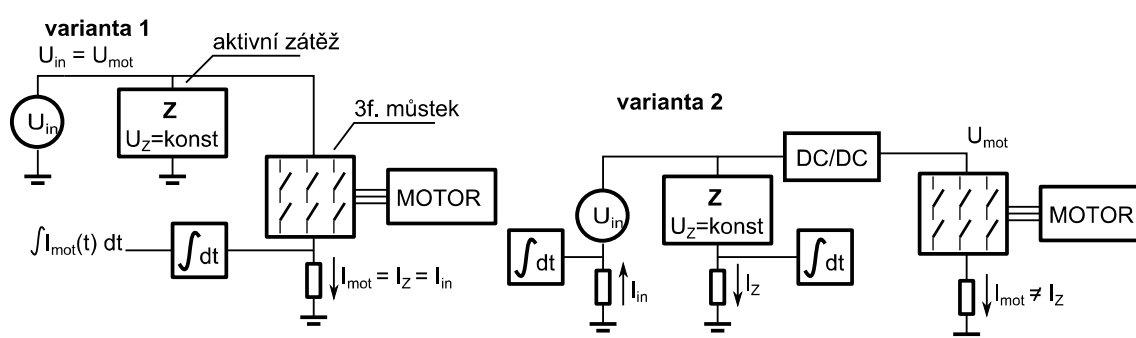 varianta 1
U_in = U_mot
aktivní zátěž
Z
U_Z=konst
U_in
3f. můstek
MOTOR
∫I_mot(t) dt
∫dt
I_mot = I_Z = I_in
varianta 2
U_mot
DC/DC
Z
U_Z=konst
U_in
MOTOR
∫dt
∫dt
I_in
I_Z
I_mot ≠ I_Z